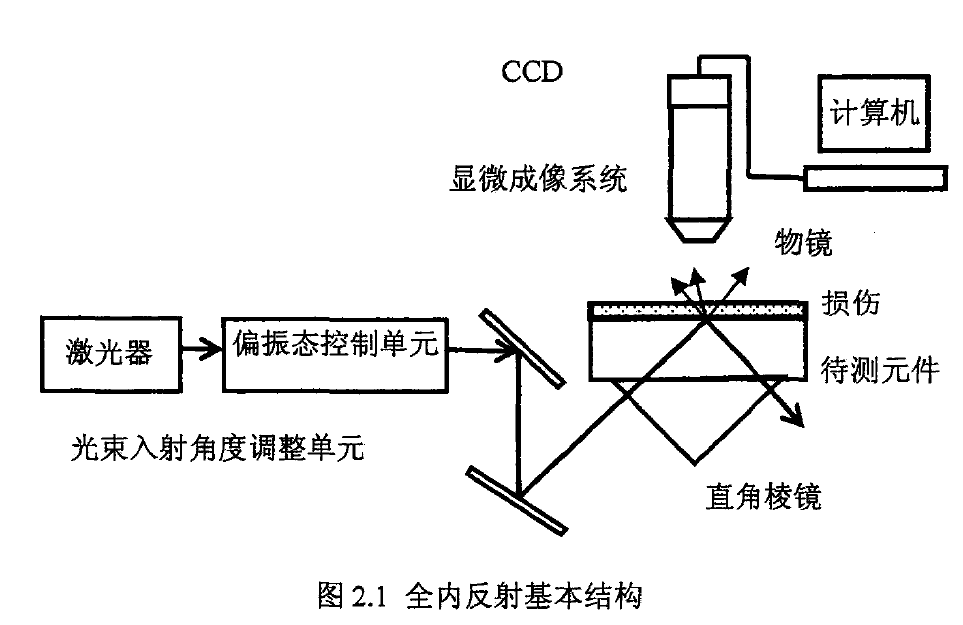 CCD
计算机
显微成像系统
物镜
损伤
激光器
偏振态控制单元
待测元件
光束入射角度调整单元
直角棱镜
图 2.1 全内反射基本结构